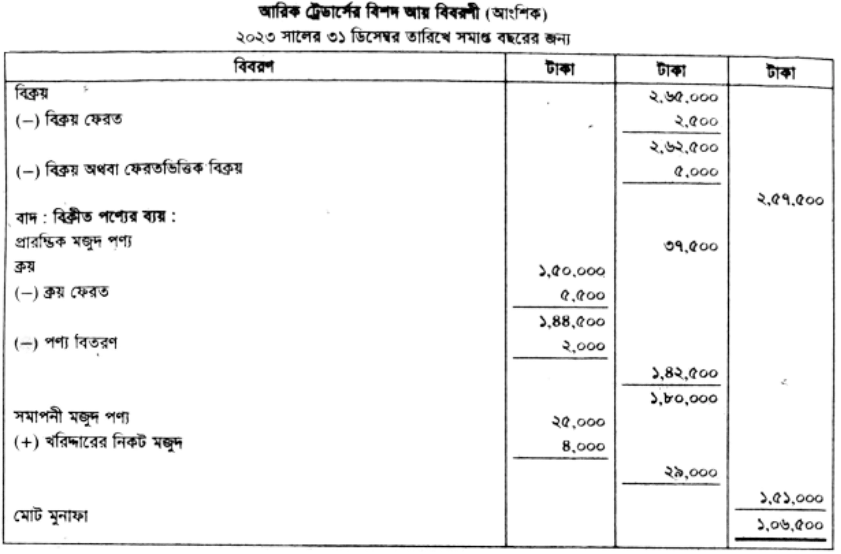 আরিক ট্রেডার্সের বিশদ আয় বিবরণী (আংশিক)
২০২৩ সালের ৩১ ডিসেম্বর তারিখে সমাপ্ত বছরের জন্য
বিবরণ টাকা টাকা টাকা
বিক্রয় ২,৬৫,০০০
(–) বিক্রয় ফেরত ২,৫০০
২,৬২,৫০০
(–) বিক্রয় অথবা ফেরতভিত্তিক বিক্রয় ৫,০০০
২,৫৭,৫০০
বাদ : বিক্রীত পণ্যের ব্যয় :
প্রারম্ভিক মজুদ পণ্য ৩৭,৫০০
ক্রয় ১,৫০,০০০
(–) ক্রয় ফেরত ৫,৫০০
১,৪৪,৫০০
(–) পণ্য বিতরণ ২,০০০
১,৪২,৫০০
১,৮০,০০০
সমাপনী মজুদ পণ্য ২৫,০০০
(+) খরিদ্দারের নিকট মজুদ ৪,০০০
২৯,০০০
১,৫১,০০০
মোট মুনাফা ১,০৬,৫০০